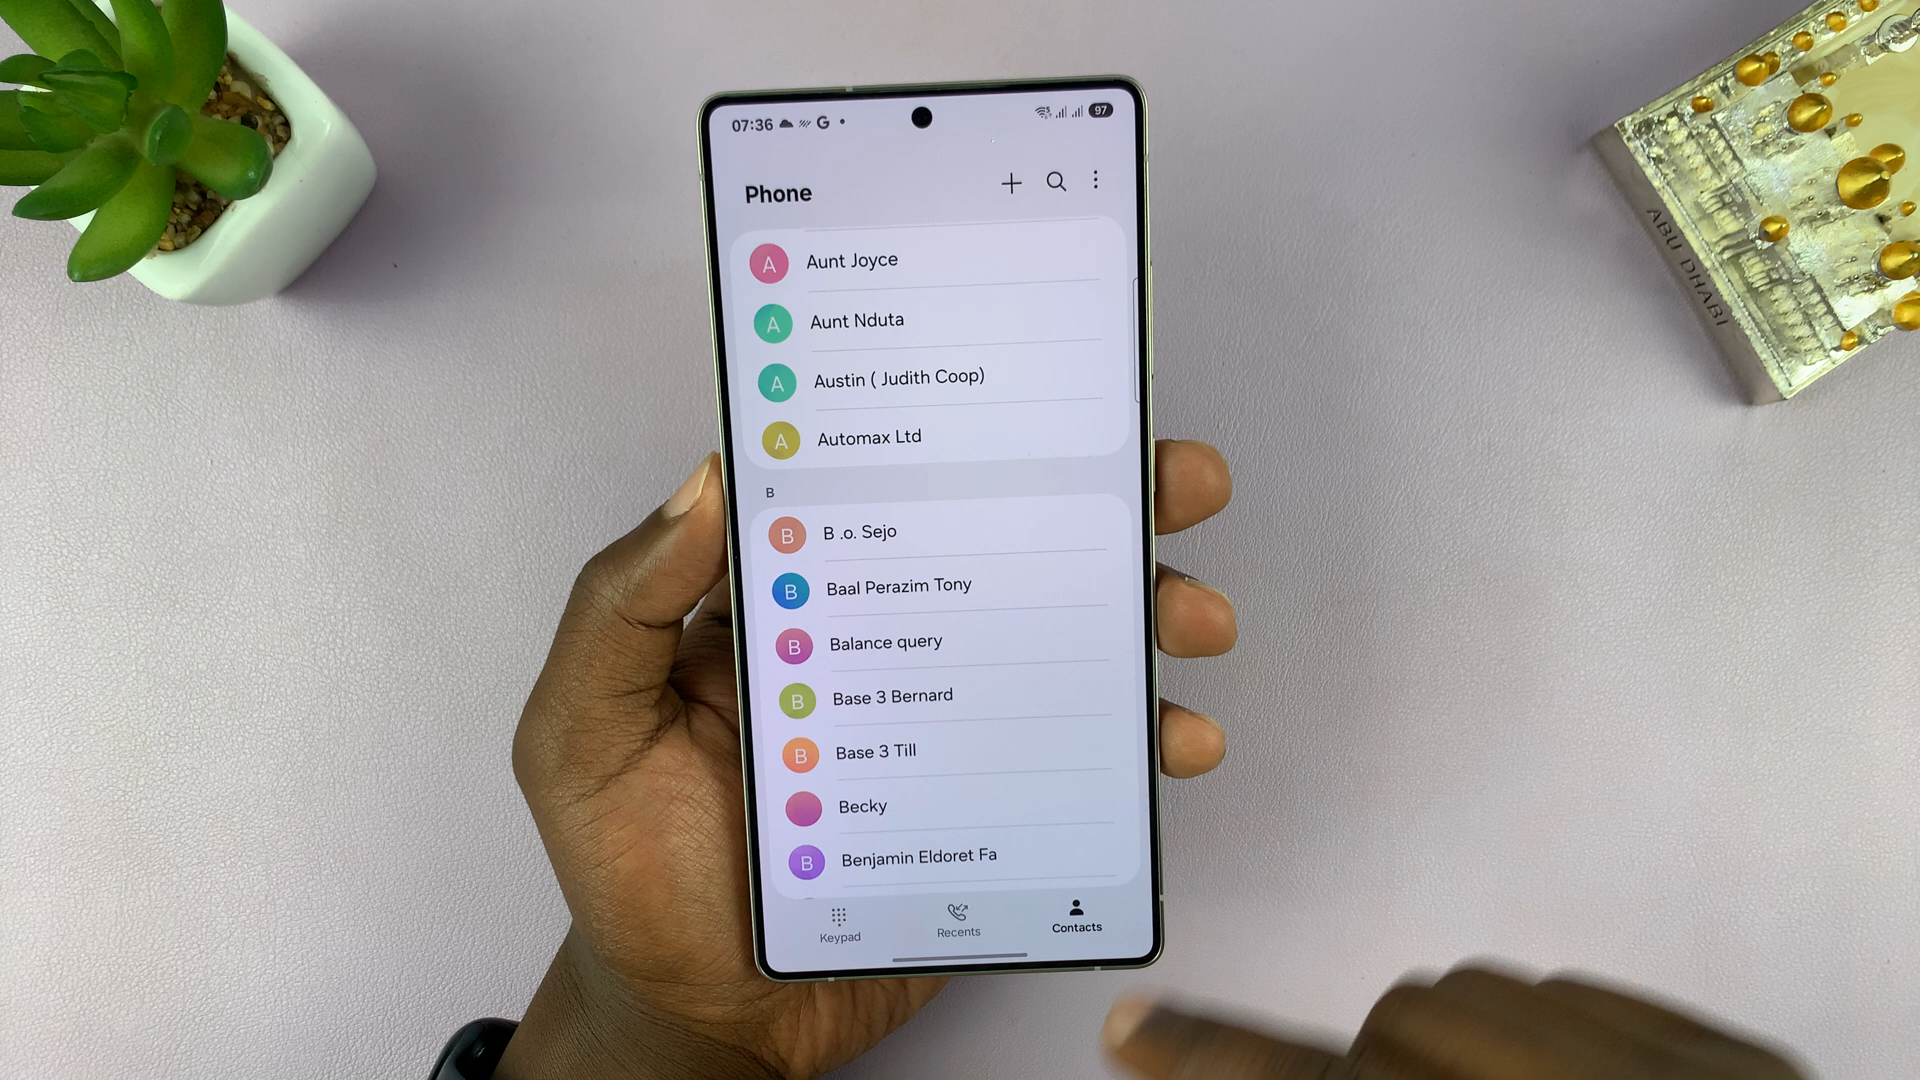 07:36 G 97
Phone
A Aunt Joyce
A Aunt Nduta
A Austin ( Judith Coop)
A Automax Ltd
B
B B .o. Sejo
B Baal Perazim Tony
B Balance query
B Base 3 Bernard
B Base 3 Till
Becky
B Benjamin Eldoret Fa
Keypad Recents Contacts
ABU DHABI